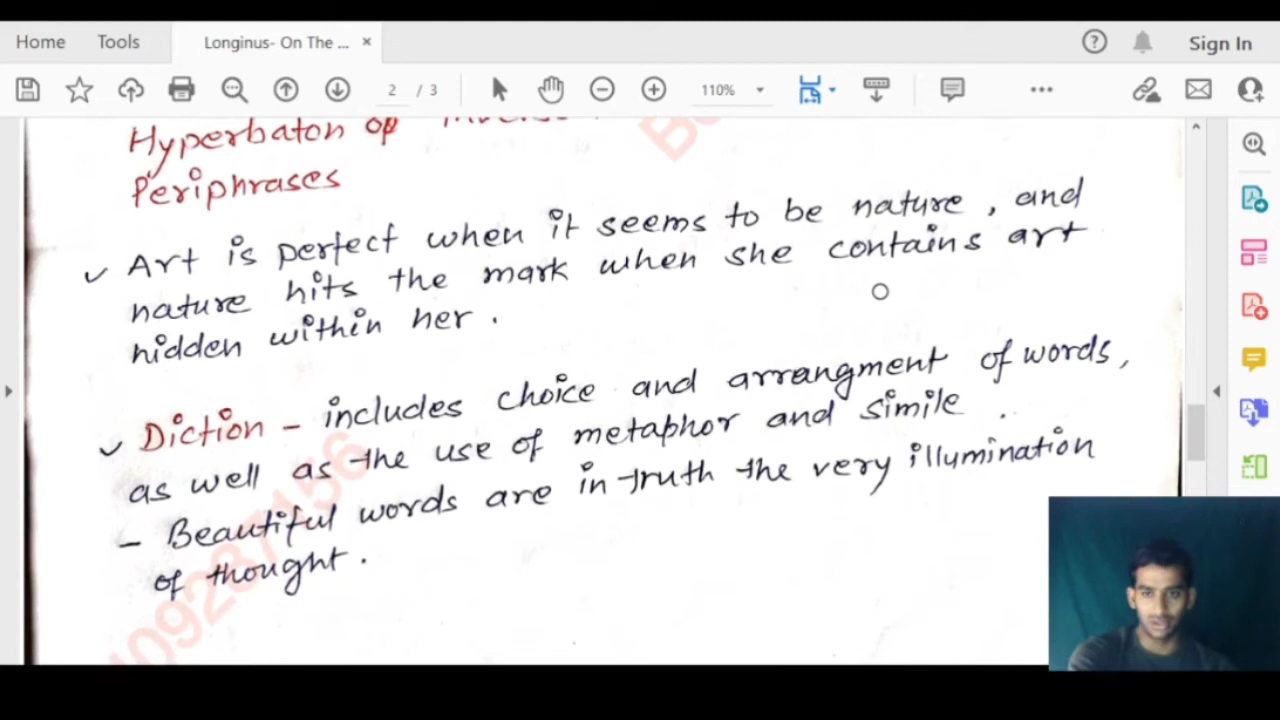 Home Tools Longinus- On The ... ×
Sign In
2 / 3 110%
Hyperbaton or
Periphrases
Art is perfect when it seems to be nature, and
nature hits the mark when she contains art
hidden within her.
Diction - includes choice and arrangment of words,
as well as the use of metaphor and simile.
- Beautiful words are in truth the very illumination
of thought.